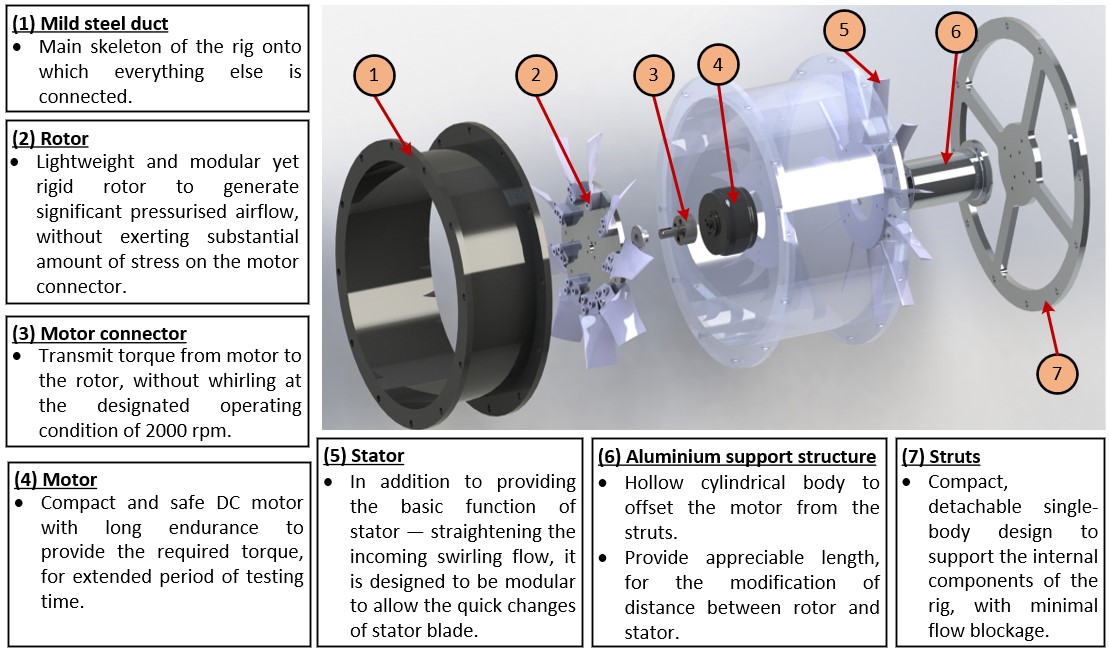 (1) Mild steel duct
• Main skeleton of the rig onto
which everything else is
connected.
(2) Rotor
• Lightweight and modular yet
rigid rotor to generate
significant pressurised airflow,
without exerting substantial
amount of stress on the motor
connector.
(3) Motor connector
• Transmit torque from motor to
the rotor, without whirling at
the designated operating
condition of 2000 rpm.
(4) Motor
• Compact and safe DC motor
with long endurance to
provide the required torque,
for extended period of testing
time.
1
2
3
4
5
6
7
(5) Stator
• In addition to providing
the basic function of
stator — straightening the
incoming swirling flow, it
is designed to be modular
to allow the quick changes
of stator blade.
(6) Aluminium support structure
• Hollow cylindrical body to
offset the motor from the
struts.
• Provide appreciable length,
for the modification of
distance between rotor and
stator.
(7) Struts
• Compact,
detachable single-
body design to
support the internal
components of the
rig, with minimal
flow blockage.